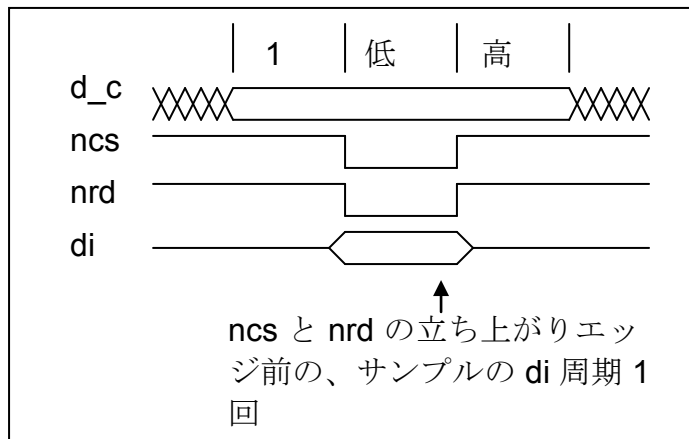 1 低 高
d_c
ncs
nrd
di
ncs と nrd の立ち上がりエッ
ジ前の、サンプルの di 周期 1
回